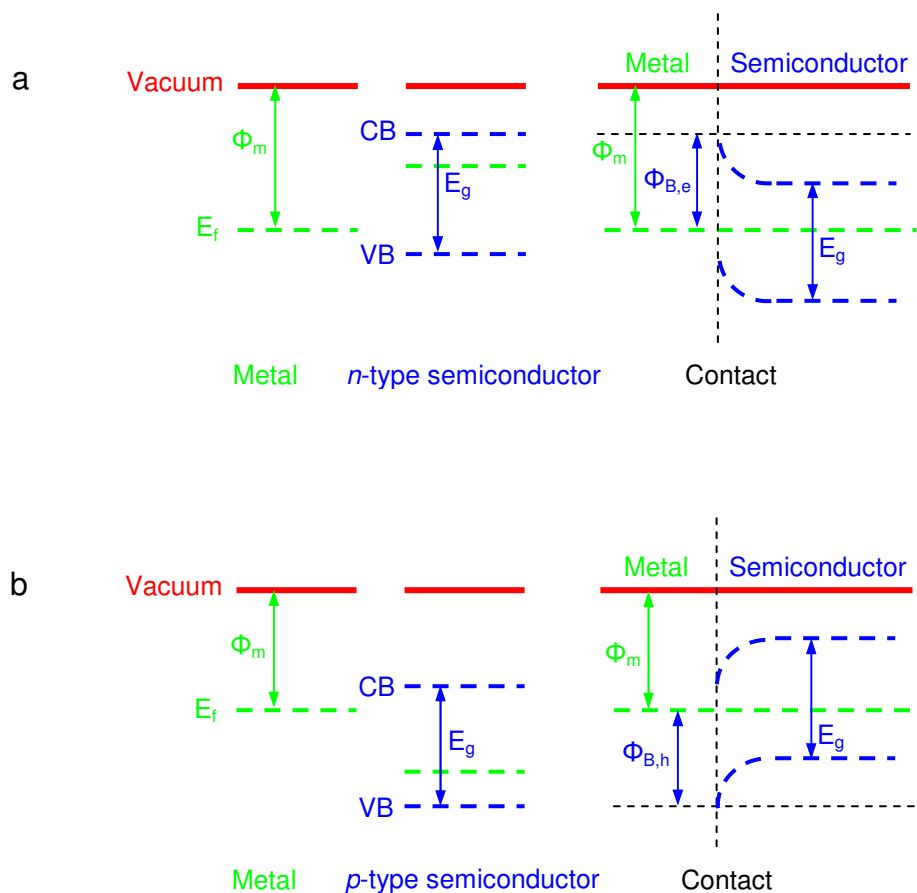 a
Metal Semiconductor
Vacuum
CB
Φm
Φm
Eg
ΦB,e
Ef
VB
Eg
Metal n-type semiconductor Contact
b
Metal Semiconductor
Vacuum
Φm
Φm
CB
Ef
Eg
Eg
ΦB,h
VB
Metal p-type semiconductor Contact